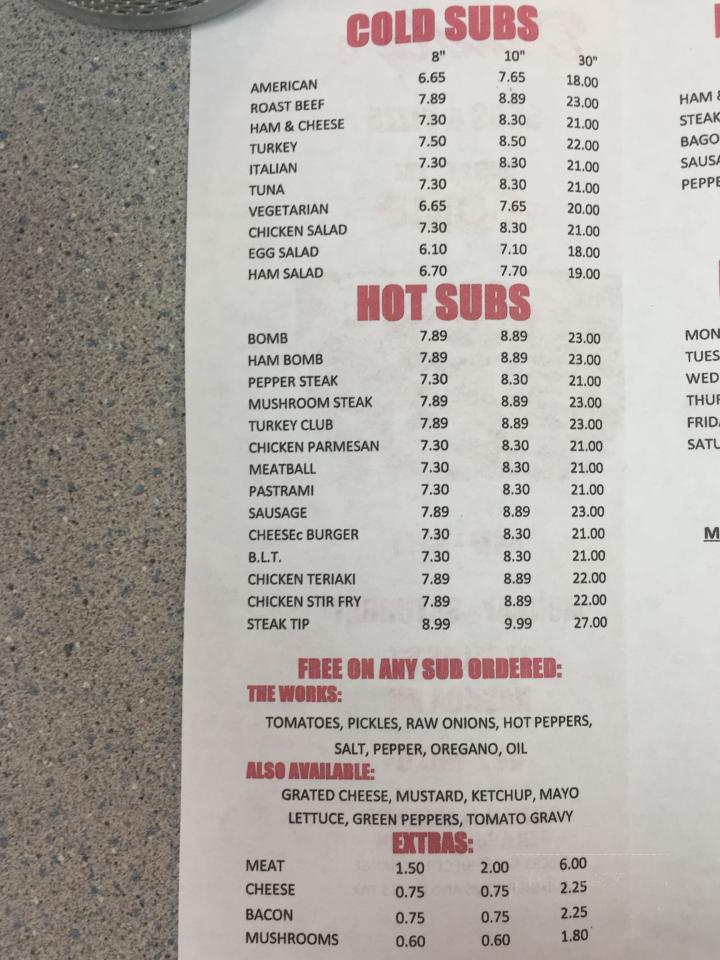 COLD SUBS
8" 10" 30"
AMERICAN 6.65 7.65 18.00
ROAST BEEF 7.89 8.89 23.00
HAM & CHEESE 7.30 8.30 21.00
TURKEY 7.50 8.50 22.00
ITALIAN 7.30 8.30 21.00
TUNA 7.30 8.30 21.00
VEGETARIAN 6.65 7.65 20.00
CHICKEN SALAD 7.30 8.30 21.00
EGG SALAD 6.10 7.10 18.00
HAM SALAD 6.70 7.70 19.00
HOT SUBS
BOMB 7.89 8.89 23.00
HAM BOMB 7.89 8.89 23.00
PEPPER STEAK 7.30 8.30 21.00
MUSHROOM STEAK 7.89 8.89 23.00
TURKEY CLUB 7.89 8.89 23.00
CHICKEN PARMESAN 7.30 8.30 21.00
MEATBALL 7.30 8.30 21.00
PASTRAMI 7.30 8.30 21.00
SAUSAGE 7.89 8.89 23.00
CHEESEc BURGER 7.30 8.30 21.00
B.L.T. 7.30 8.30 21.00
CHICKEN TERIAKI 7.89 8.89 22.00
CHICKEN STIR FRY 7.89 8.89 22.00
STEAK TIP 8.99 9.99 27.00
FREE ON ANY SUB ORDERED:
THE WORKS:
TOMATOES, PICKLES, RAW ONIONS, HOT PEPPERS,
SALT, PEPPER, OREGANO, OIL
ALSO AVAILABLE:
GRATED CHEESE, MUSTARD, KETCHUP, MAYO
LETTUCE, GREEN PEPPERS, TOMATO GRAVY
EXTRAS:
MEAT 1.50 2.00 6.00
CHEESE 0.75 0.75 2.25
BACON 0.75 0.75 2.25
MUSHROOMS 0.60 0.60 1.80
HAM &
STEAK
BAGO
SAUSA
PEPPE
MON
TUES
WED
THUR
FRIDA
SATU
M